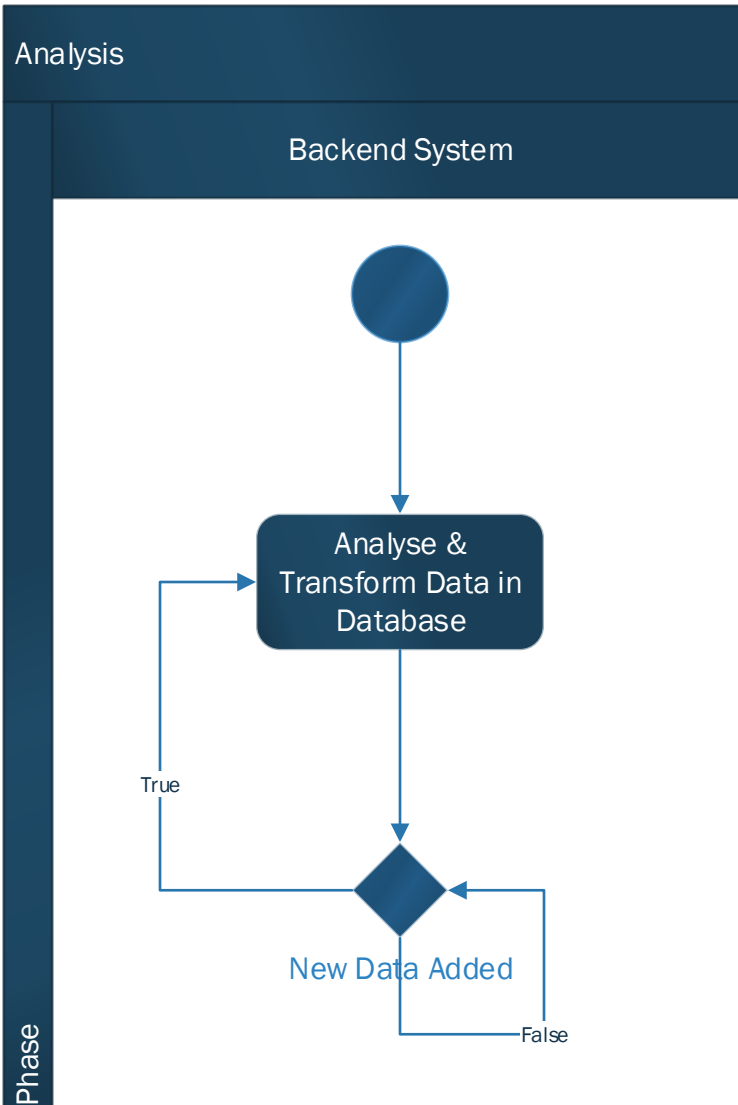 Analysis
Backend System
Analyse &
Transform Data in
Database
True
New Data Added
False
Phase